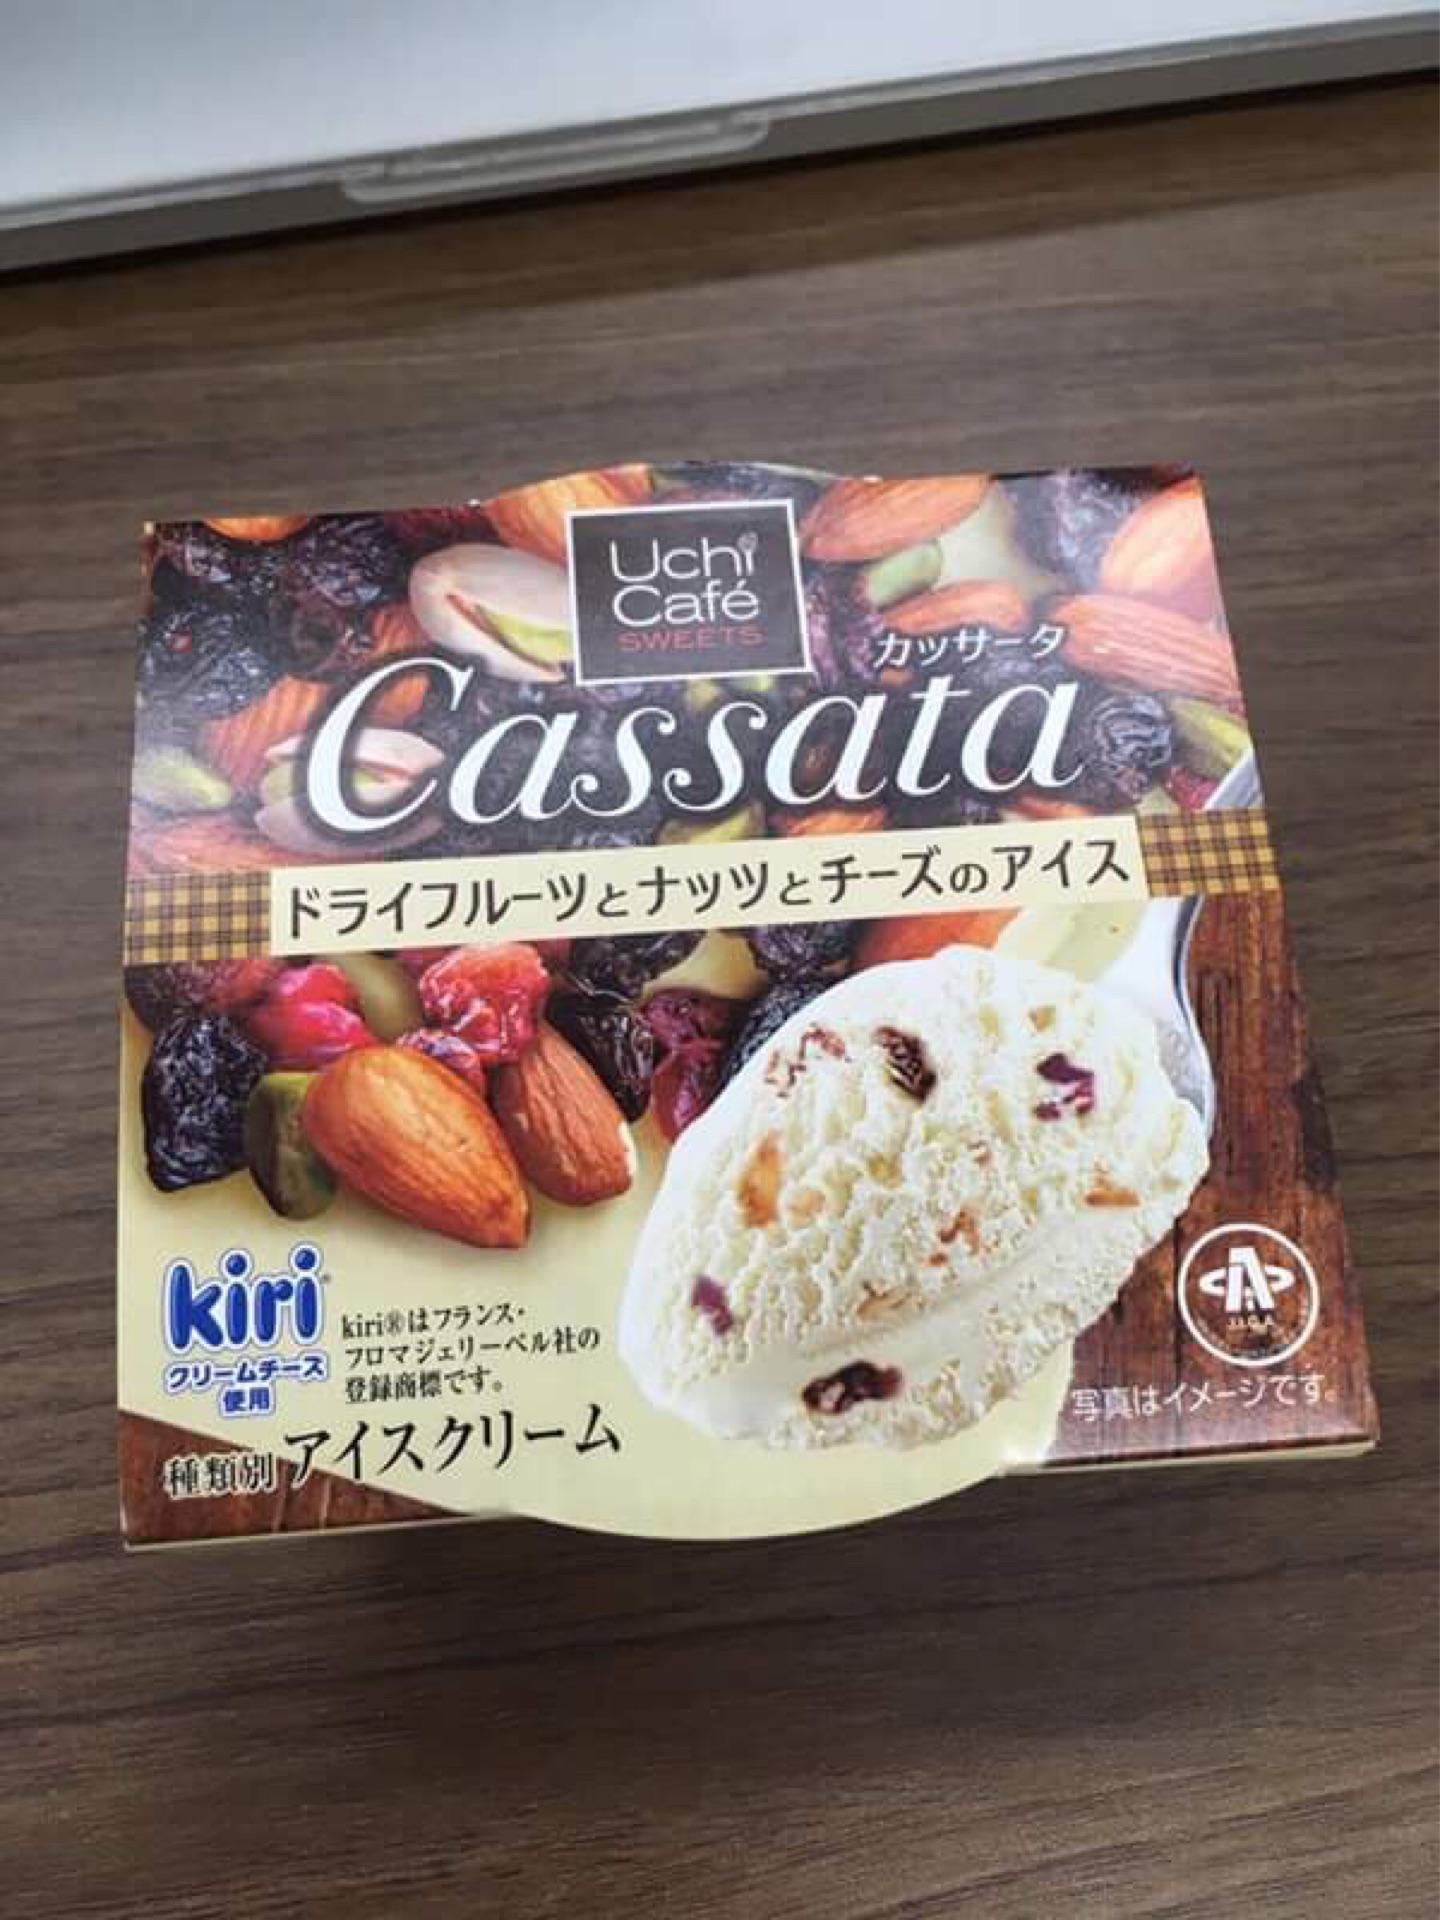 Uchi
Café
SWEETS
カッサータ
Cassata
ドライフルーツとナッツとチーズのアイス
kiri
クリームチーズ
使用
kiri®はフランス・
フロマジェリーベル社の
登録商標です。
種類別 アイスクリーム
写真はイメージです。